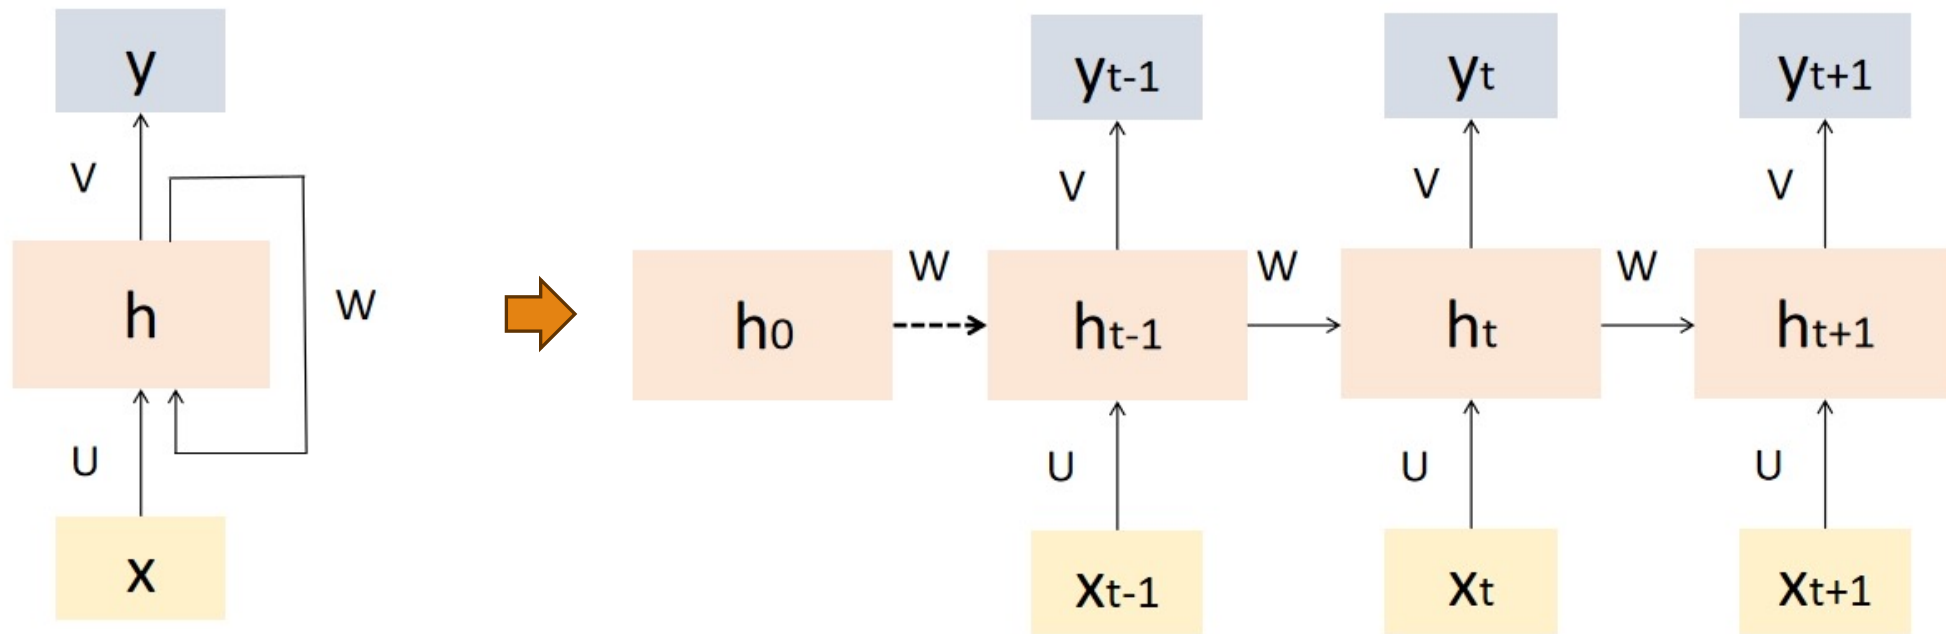 y
V
h
W
U
x
yt-1
yt
yt+1
V
V
V
W
W
W
h0
ht-1
ht
ht+1
U
U
U
xt-1
xt
xt+1